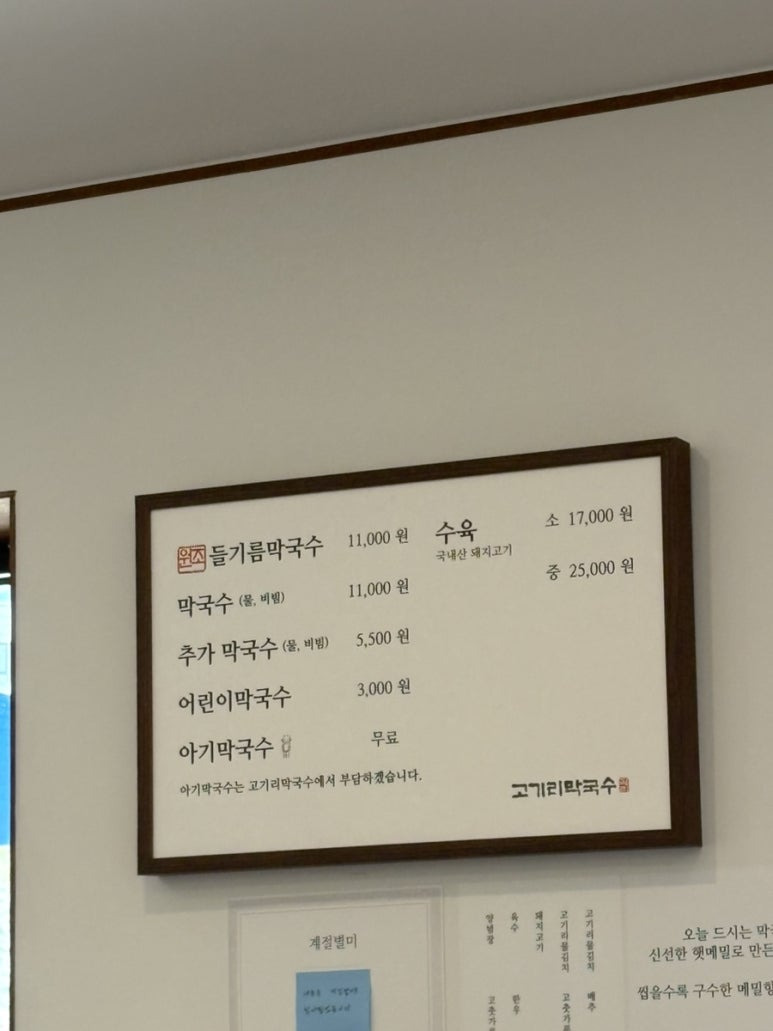 원조 들기름막국수 11,000 원
막국수 (물, 비빔) 11,000 원
추가 막국수 (물, 비빔) 5,500 원
어린이막국수 3,000 원
아기막국수 무료
아기막국수는 고기리막국수에서 부담하겠습니다.
수육 소 17,000 원
국내산 돼지고기
중 25,000 원
고기리막국수
계절별미
고기리물김치 배추
고기리물김치 고춧가루
돼지고기
육수 한우
양념장 고춧가루
오늘 드시는
신선한 햇메밀로 만든
씹을수록 구수한